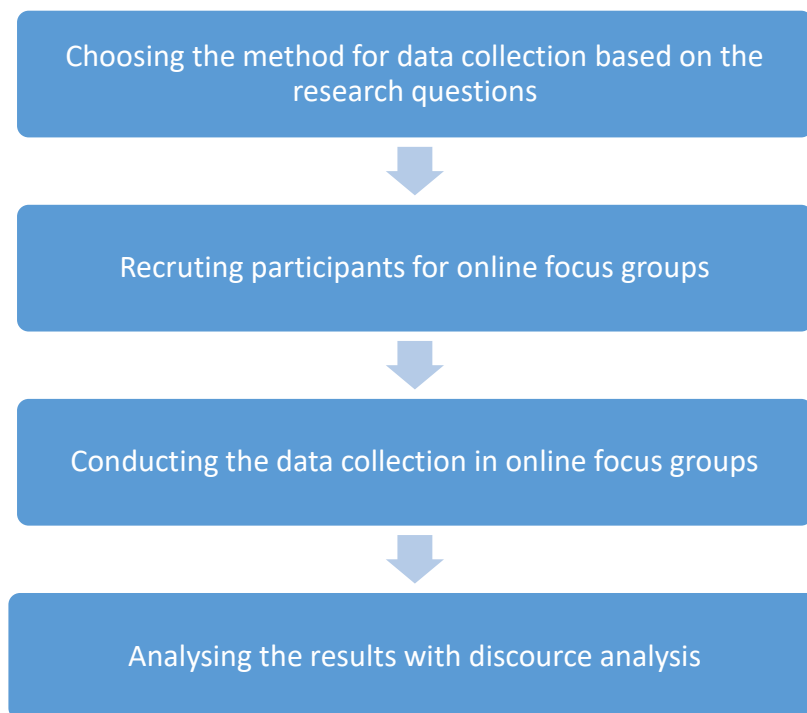 Choosing the method for data collection based on the
research questions
Recruting participants for online focus groups
Conducting the data collection in online focus groups
Analysing the results with discource analysis